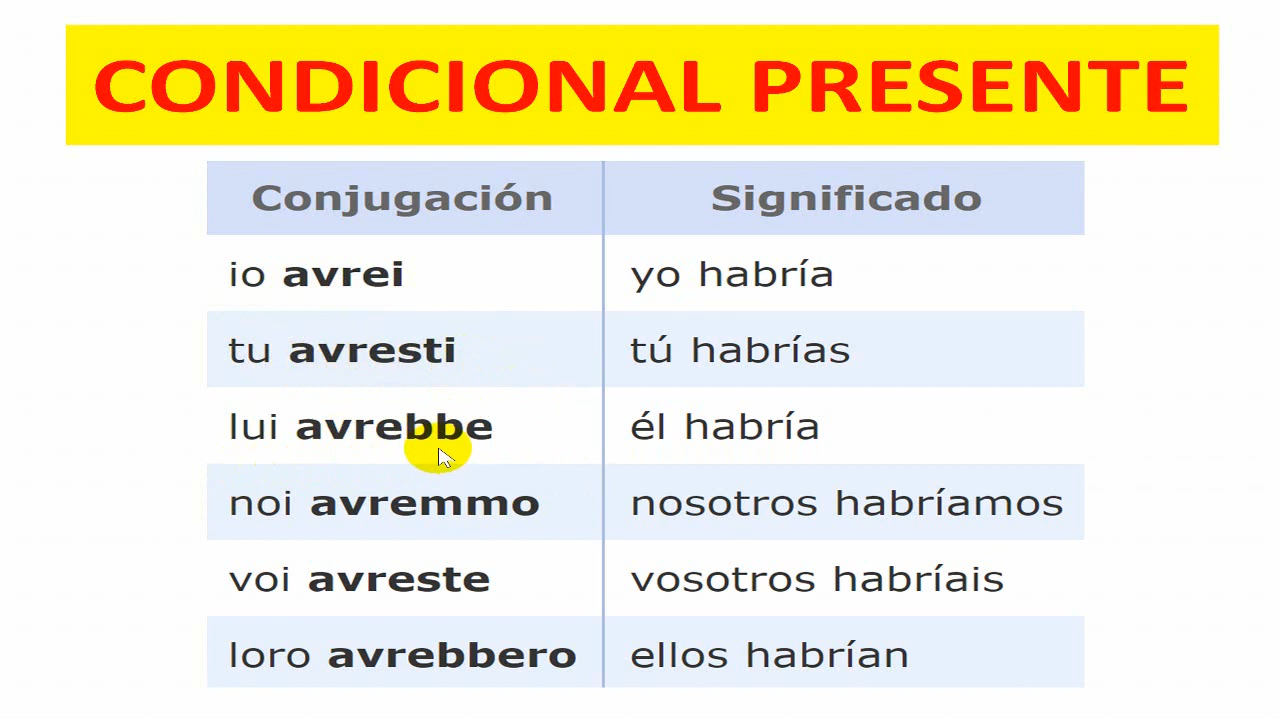 CONDICIONAL PRESENTE
Conjugación Significado
io avrei yo habría
tu avresti tú habrías
lui avrebbe él habría
noi avremmo nosotros habríamos
voi avreste vosotros habríais
loro avrebbero ellos habrían